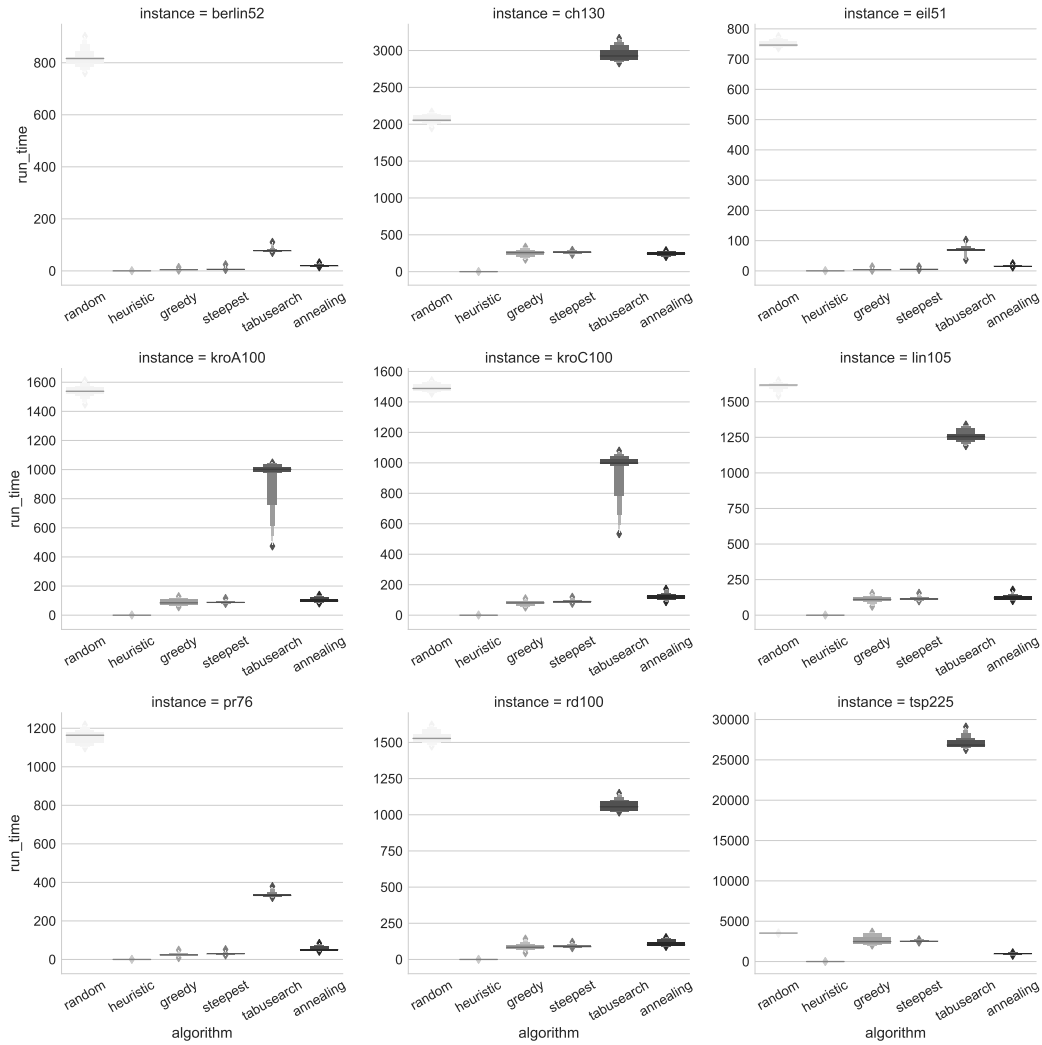 instance = berlin52
instance = ch130
instance = eil51
run_time
800
600
400
200
0
3000
2500
2000
1500
1000
500
0
800
700
600
500
400
300
200
100
0
random heuristic greedy steepest tabusearch annealing
random heuristic greedy steepest tabusearch annealing
random heuristic greedy steepest tabusearch annealing
instance = kroA100
instance = kroC100
instance = lin105
run_time
1600
1400
1200
1000
800
600
400
200
0
1600
1400
1200
1000
800
600
400
200
0
1500
1250
1000
750
500
250
0
random heuristic greedy steepest tabusearch annealing
random heuristic greedy steepest tabusearch annealing
random heuristic greedy steepest tabusearch annealing
instance = pr76
instance = rd100
instance = tsp225
run_time
1200
1000
800
600
400
200
0
1500
1250
1000
750
500
250
0
30000
25000
20000
15000
10000
5000
0
random heuristic greedy steepest tabusearch annealing
random heuristic greedy steepest tabusearch annealing
random heuristic greedy steepest tabusearch annealing
algorithm
algorithm
algorithm